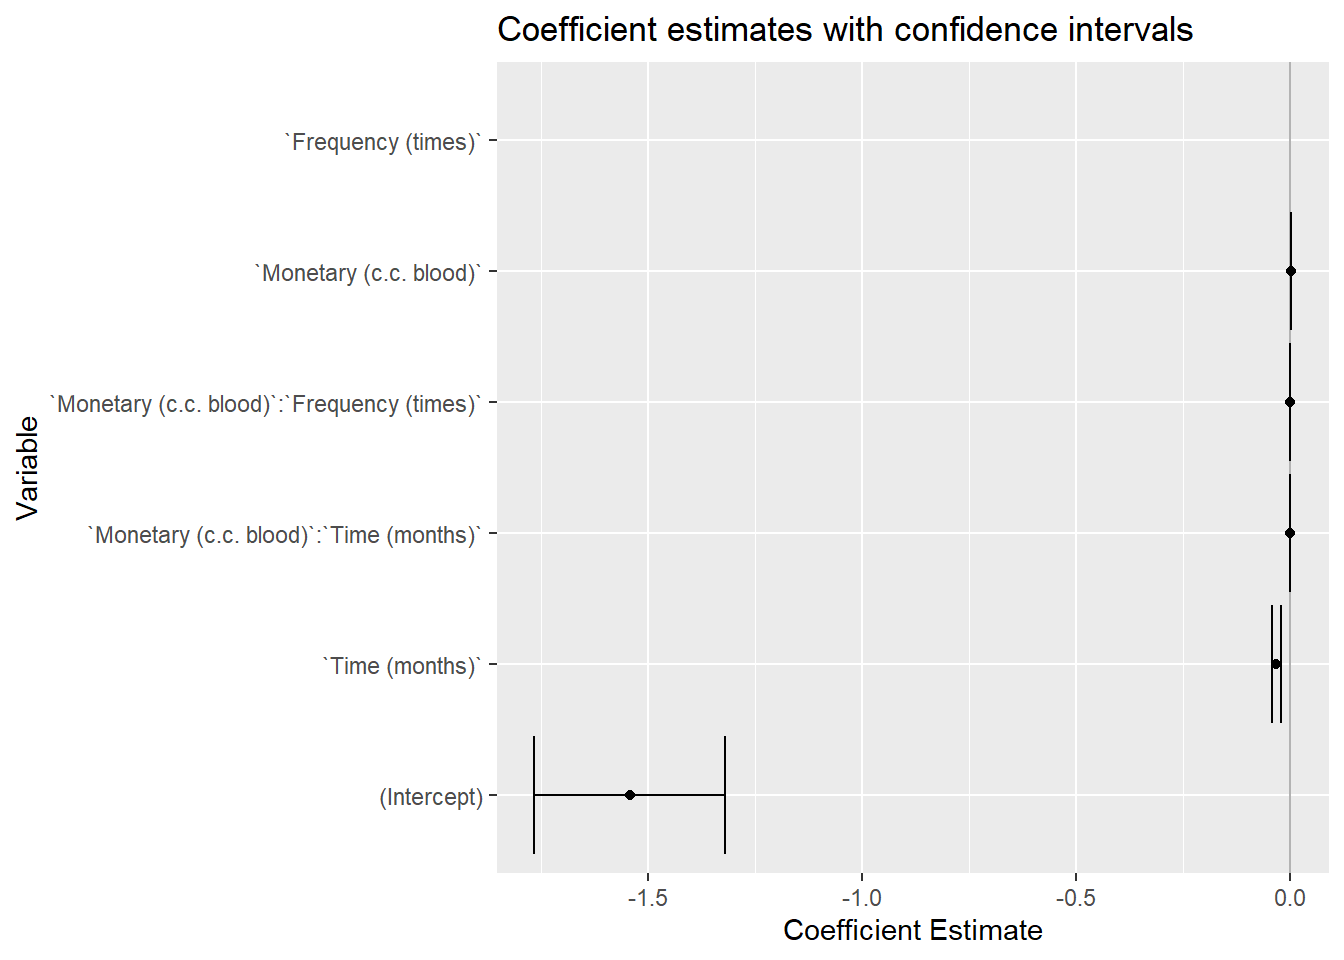 Coefficient estimates with confidence intervals
`Frequency (times)`
`Monetary (c.c. blood)`
`Monetary (c.c. blood)`:`Frequency (times)`
`Monetary (c.c. blood)`:`Time (months)`
`Time (months)`
(Intercept)
Variable
-1.5 -1.0 -0.5 0.0
Coefficient Estimate